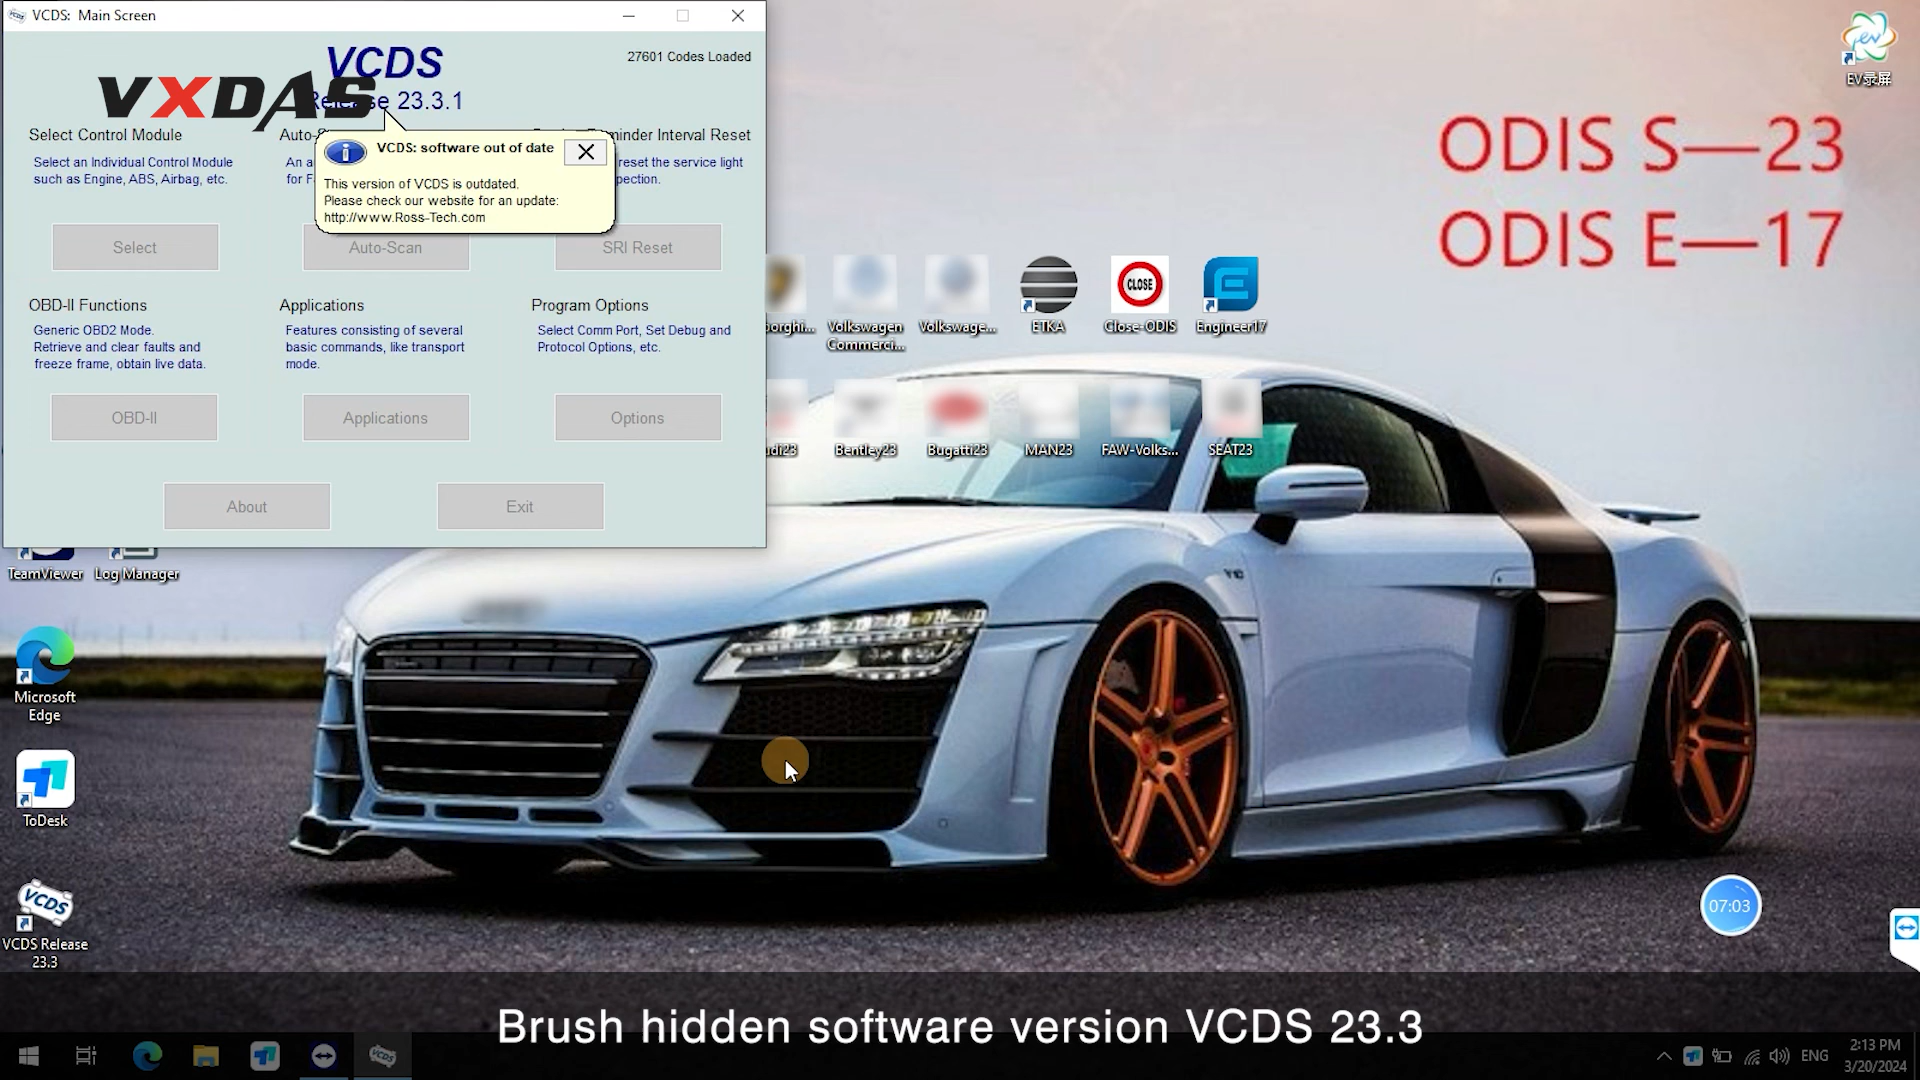 VCDS: Main Screen
VCDS
27601 Codes Loaded
VXDAS
Release 23.3.1
Select Control Module
Select an Individual Control Module
such as Engine, ABS, Airbag, etc.
Select
Reminder Interval Reset
reset the service light
Auto-Scan
SRI Reset
VCDS: software out of date
This version of VCDS is outdated.
Please check our website for an update:
http://www.Ross-Tech.com
OBD-II Functions
Generic OBD2 Mode.
Retrieve and clear faults and
freeze frame, obtain live data.
OBD-II
Applications
Features consisting of several
basic commands, like transport
mode.
Applications
Program Options
Select Comm Port, Set Debug and
Protocol Options, etc.
Options
About
Exit
EV录屏
ODIS S—23
ODIS E—17
Volkswagen
Commerci...
Volkswage...
ETKA
CLOSE
Close-ODIS
Engineer17
Bentley23
Bugatti23
MAN23
FAW-Volks...
SEAT23
V10
TeamViewer
Log Manager
Microsoft
Edge
ToDesk
VCDS
VCDS Release
23.3
07:03
Brush hidden software version VCDS 23.3
ENG
2:13 PM
3/20/2024